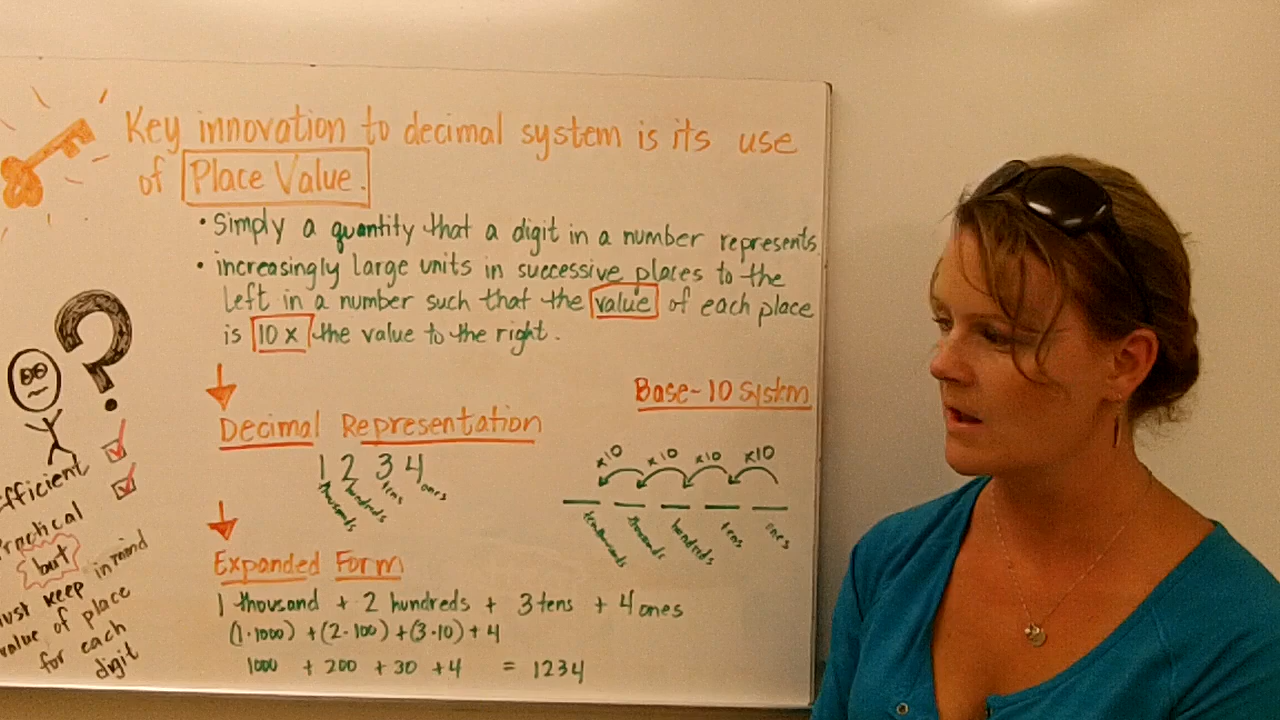 Key innovation to decimal system is its use
of Place Value.
• Simply a quantity that a digit in a number represents
• increasingly large units in successive places to the
left in a number such that the value of each place
is 10 x the value to the right.
Decimal Representation
1 2 3 4
thousands hundreds tens ones
Base-10 System
x10 x10 x10 x10
tenthousands thousands hundreds tens ones
Expanded Form
1 thousand + 2 hundreds + 3 tens + 4 ones
(1·1000) + (2·100) + (3·10) + 4
1000 + 200 + 30 + 4 = 1234
?
fficient
ractical
but
ust keep in mind
value of place
for each
digit